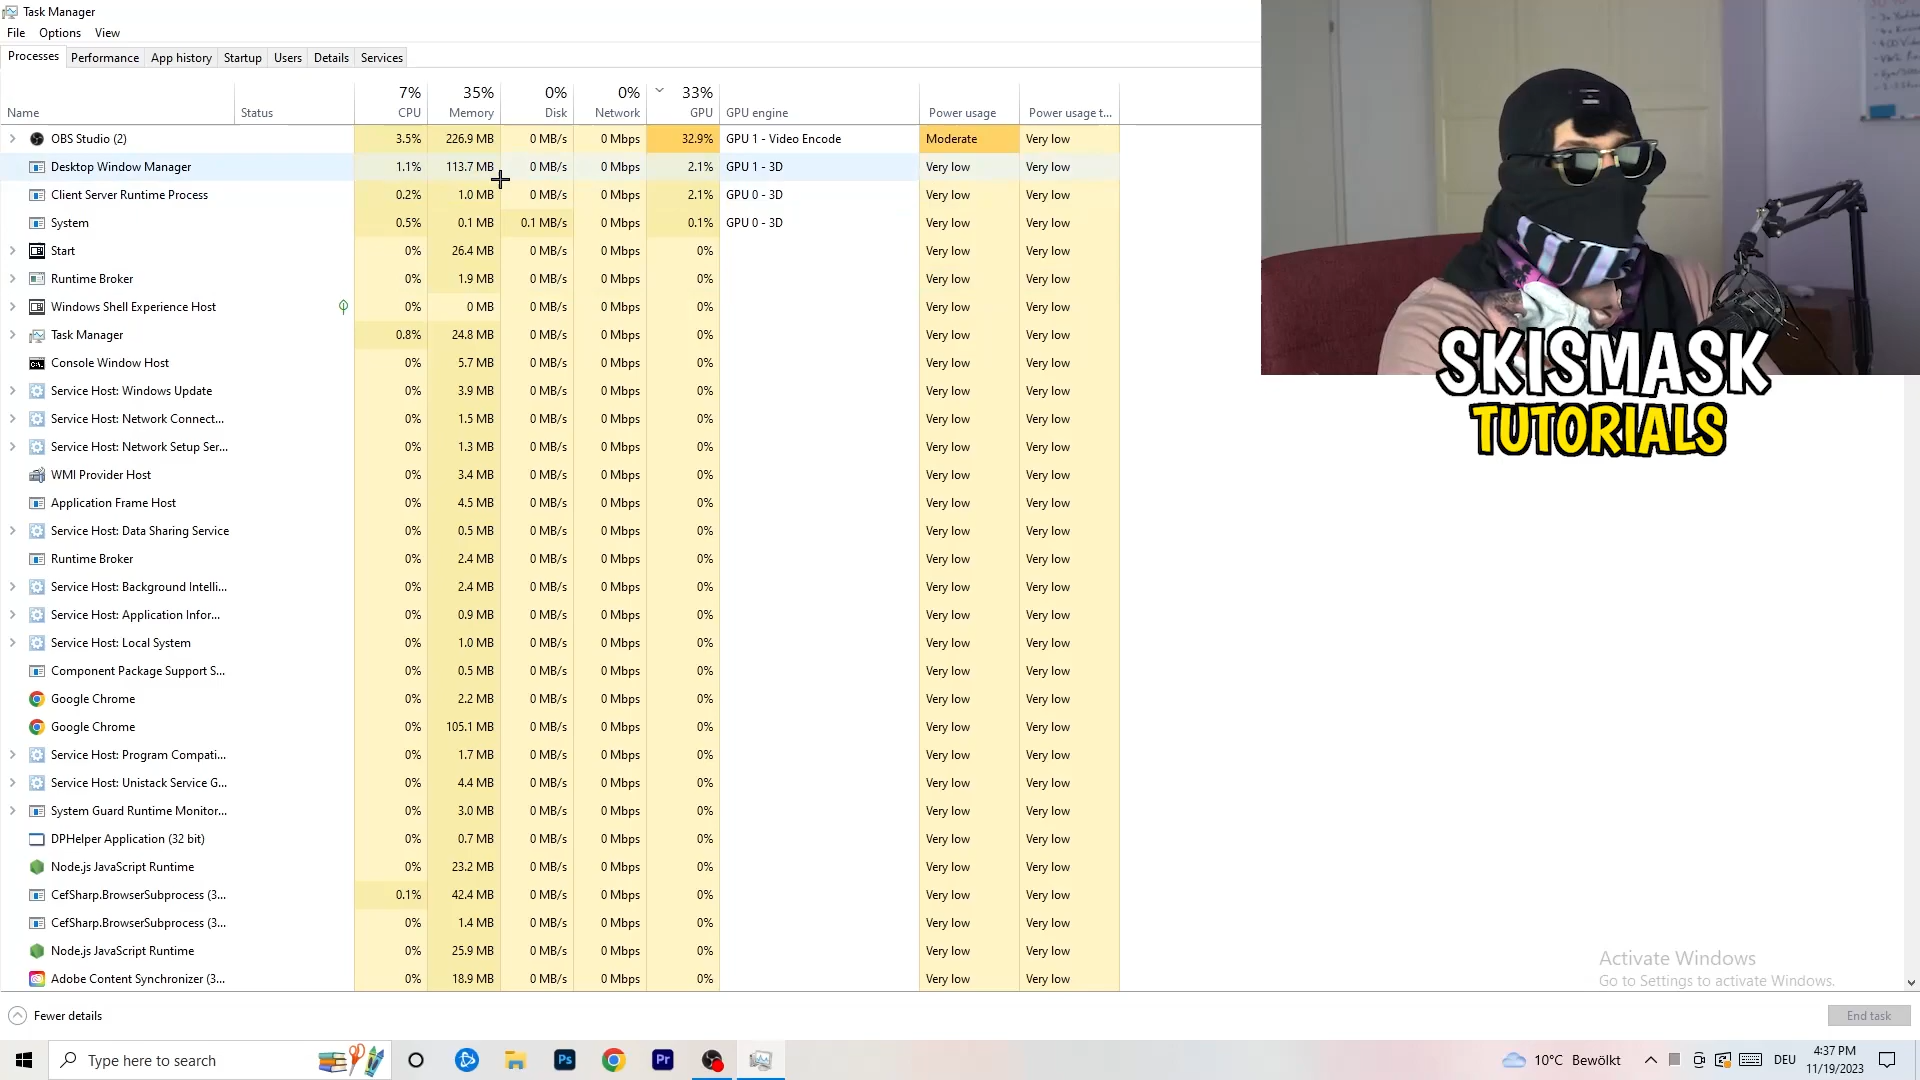 Task Manager
File Options View
Processes Performance App history Startup Users Details Services
7% 35% 0% 0% 33%
Name Status CPU Memory Disk Network GPU GPU engine Power usage Power usage t...
OBS Studio (2) 3.5% 226.9 MB 0 MB/s 0 Mbps 32.9% GPU 1 - Video Encode Moderate Very low
Desktop Window Manager 1.1% 113.7 MB 0 MB/s 0 Mbps 2.1% GPU 1 - 3D Very low Very low
Client Server Runtime Process 0.2% 1.0 MB 0 MB/s 0 Mbps 2.1% GPU 0 - 3D Very low Very low
System 0.5% 0.1 MB 0.1 MB/s 0 Mbps 0.1% GPU 0 - 3D Very low Very low
Start 0% 26.4 MB 0 MB/s 0 Mbps 0% Very low Very low
Runtime Broker 0% 1.9 MB 0 MB/s 0 Mbps 0% Very low Very low
Windows Shell Experience Host 0% 0 MB 0 MB/s 0 Mbps 0% Very low Very low
Task Manager 0.8% 24.8 MB 0 MB/s 0 Mbps 0% Very low Very low
Console Window Host 0% 5.7 MB 0 MB/s 0 Mbps 0% Very low Very low
Service Host: Windows Update 0% 3.9 MB 0 MB/s 0 Mbps 0% Very low Very low
Service Host: Network Connect... 0% 1.5 MB 0 MB/s 0 Mbps 0% Very low Very low
Service Host: Network Setup Ser... 0% 1.3 MB 0 MB/s 0 Mbps 0% Very low Very low
WMI Provider Host 0% 3.4 MB 0 MB/s 0 Mbps 0% Very low Very low
Application Frame Host 0% 4.5 MB 0 MB/s 0 Mbps 0% Very low Very low
Service Host: Data Sharing Service 0% 0.5 MB 0 MB/s 0 Mbps 0% Very low Very low
Runtime Broker 0% 2.4 MB 0 MB/s 0 Mbps 0% Very low Very low
Service Host: Background Intelli... 0% 2.4 MB 0 MB/s 0 Mbps 0% Very low Very low
Service Host: Application Infor... 0% 0.9 MB 0 MB/s 0 Mbps 0% Very low Very low
Service Host: Local System 0% 1.0 MB 0 MB/s 0 Mbps 0% Very low Very low
Component Package Support S... 0% 0.5 MB 0 MB/s 0 Mbps 0% Very low Very low
Google Chrome 0% 2.2 MB 0 MB/s 0 Mbps 0% Very low Very low
Google Chrome 0% 105.1 MB 0 MB/s 0 Mbps 0% Very low Very low
Service Host: Program Compati... 0% 1.7 MB 0 MB/s 0 Mbps 0% Very low Very low
Service Host: Unistack Service G... 0% 4.4 MB 0 MB/s 0 Mbps 0% Very low Very low
System Guard Runtime Monitor... 0% 3.0 MB 0 MB/s 0 Mbps 0% Very low Very low
DPHelper Application (32 bit) 0% 0.7 MB 0 MB/s 0 Mbps 0% Very low Very low
Node.js JavaScript Runtime 0% 23.2 MB 0 MB/s 0 Mbps 0% Very low Very low
CefSharp.BrowserSubprocess (3... 0.1% 42.4 MB 0 MB/s 0 Mbps 0% Very low Very low
CefSharp.BrowserSubprocess (3... 0% 1.4 MB 0 MB/s 0 Mbps 0% Very low Very low
Node.js JavaScript Runtime 0% 25.9 MB 0 MB/s 0 Mbps 0% Very low Very low
Adobe Content Synchronizer (3... 0% 18.9 MB 0 MB/s 0 Mbps 0% Very low Very low
SKISMASK
TUTORIALS
Activate Windows
Go to Settings to activate Windows.
Fewer details End task
Type here to search Ps Pr 10°C Bewölkt DEU 4:37 PM
11/19/2023